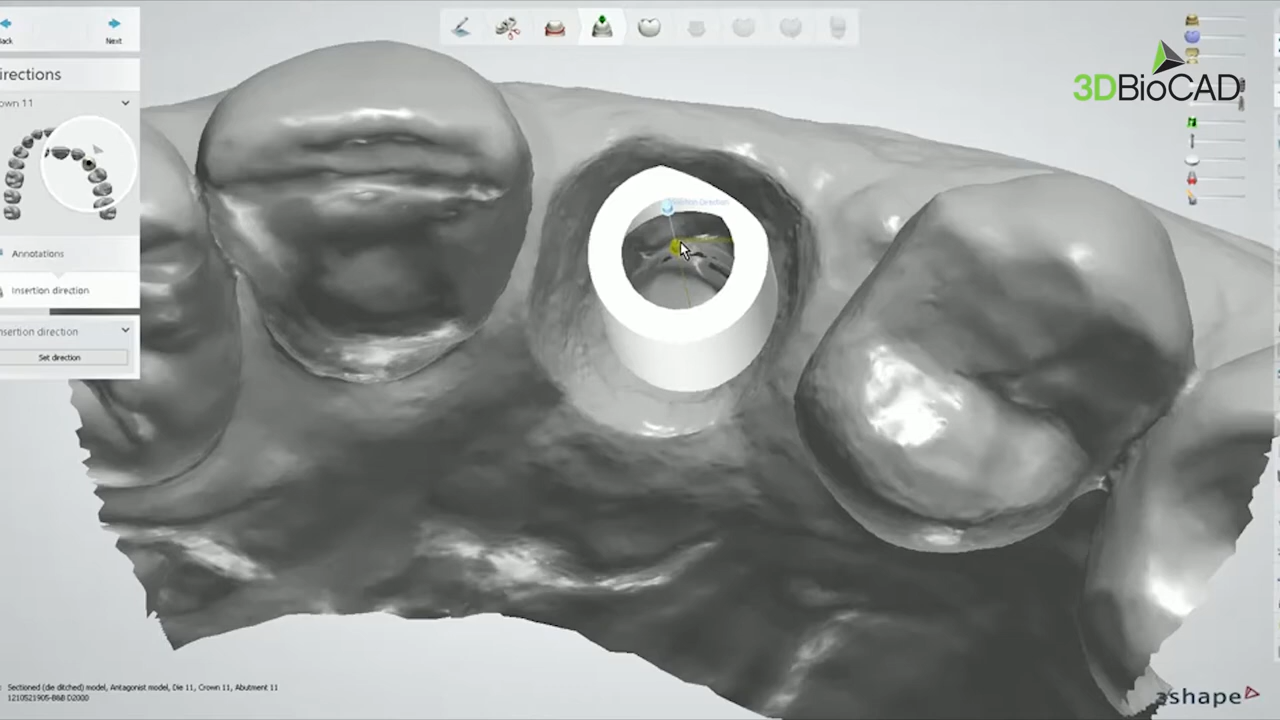 ack
Next
irections
own 11
Annotations
Insertion direction
nsertion direction
Set direction
3DBioCAD
Sectioned (die ditched) model, Antagonist model, Die 11, Crown 11, Abutment 11
3shape